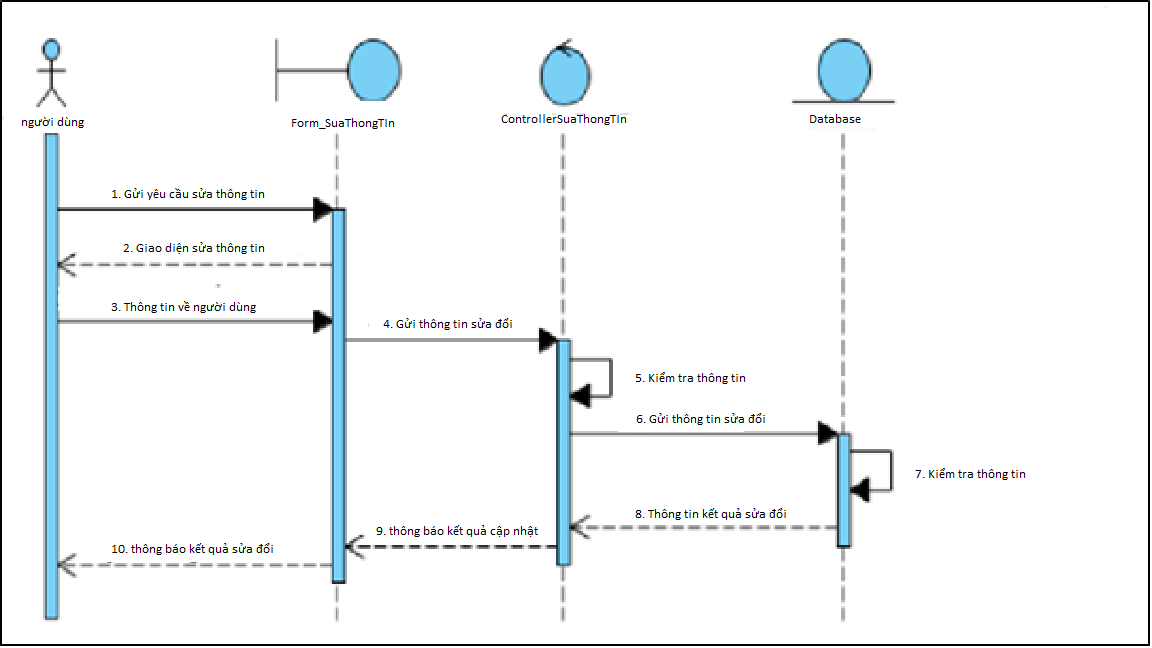 người dùng
Form_SuaThongTIn
ControllerSuaThongTIn
Database
1. Gửi yêu cầu sửa thông tin
2. Giao diện sửa thông tin
3. Thông tin về người dùng
4. Gửi thông tin sửa đổi
5. Kiểm tra thông tin
6. Gửi thông tin sửa đổi
7. Kiểm tra thông tin
8. Thông tin kết quả sửa đổi
9. thông báo kết quả cập nhật
10. thông báo kết quả sửa đổi